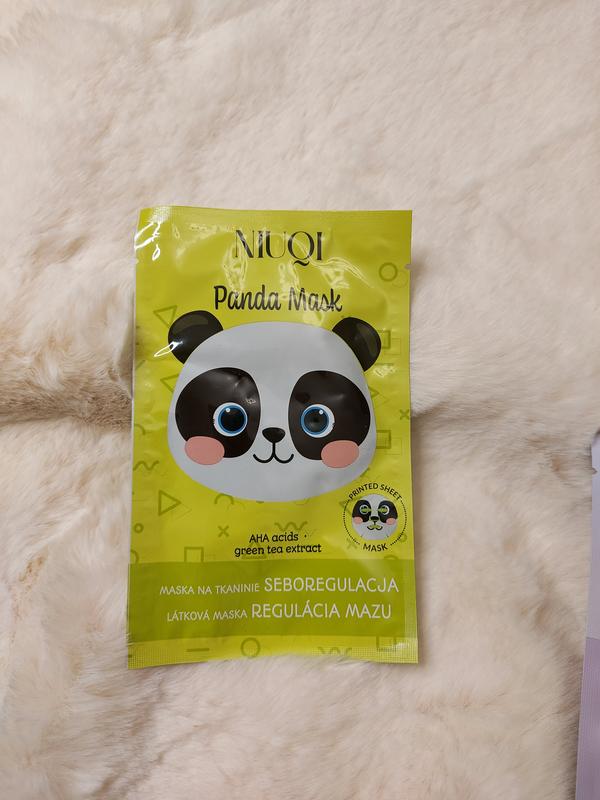 NIUQI
Panda Mask
PRINTED SHEET
MASK
AHA acids
green tea extract
MASKA NA TKANINIE SEBOREGULACJA
LÁTKOVÁ MASKA REGULÁCIA MAZU